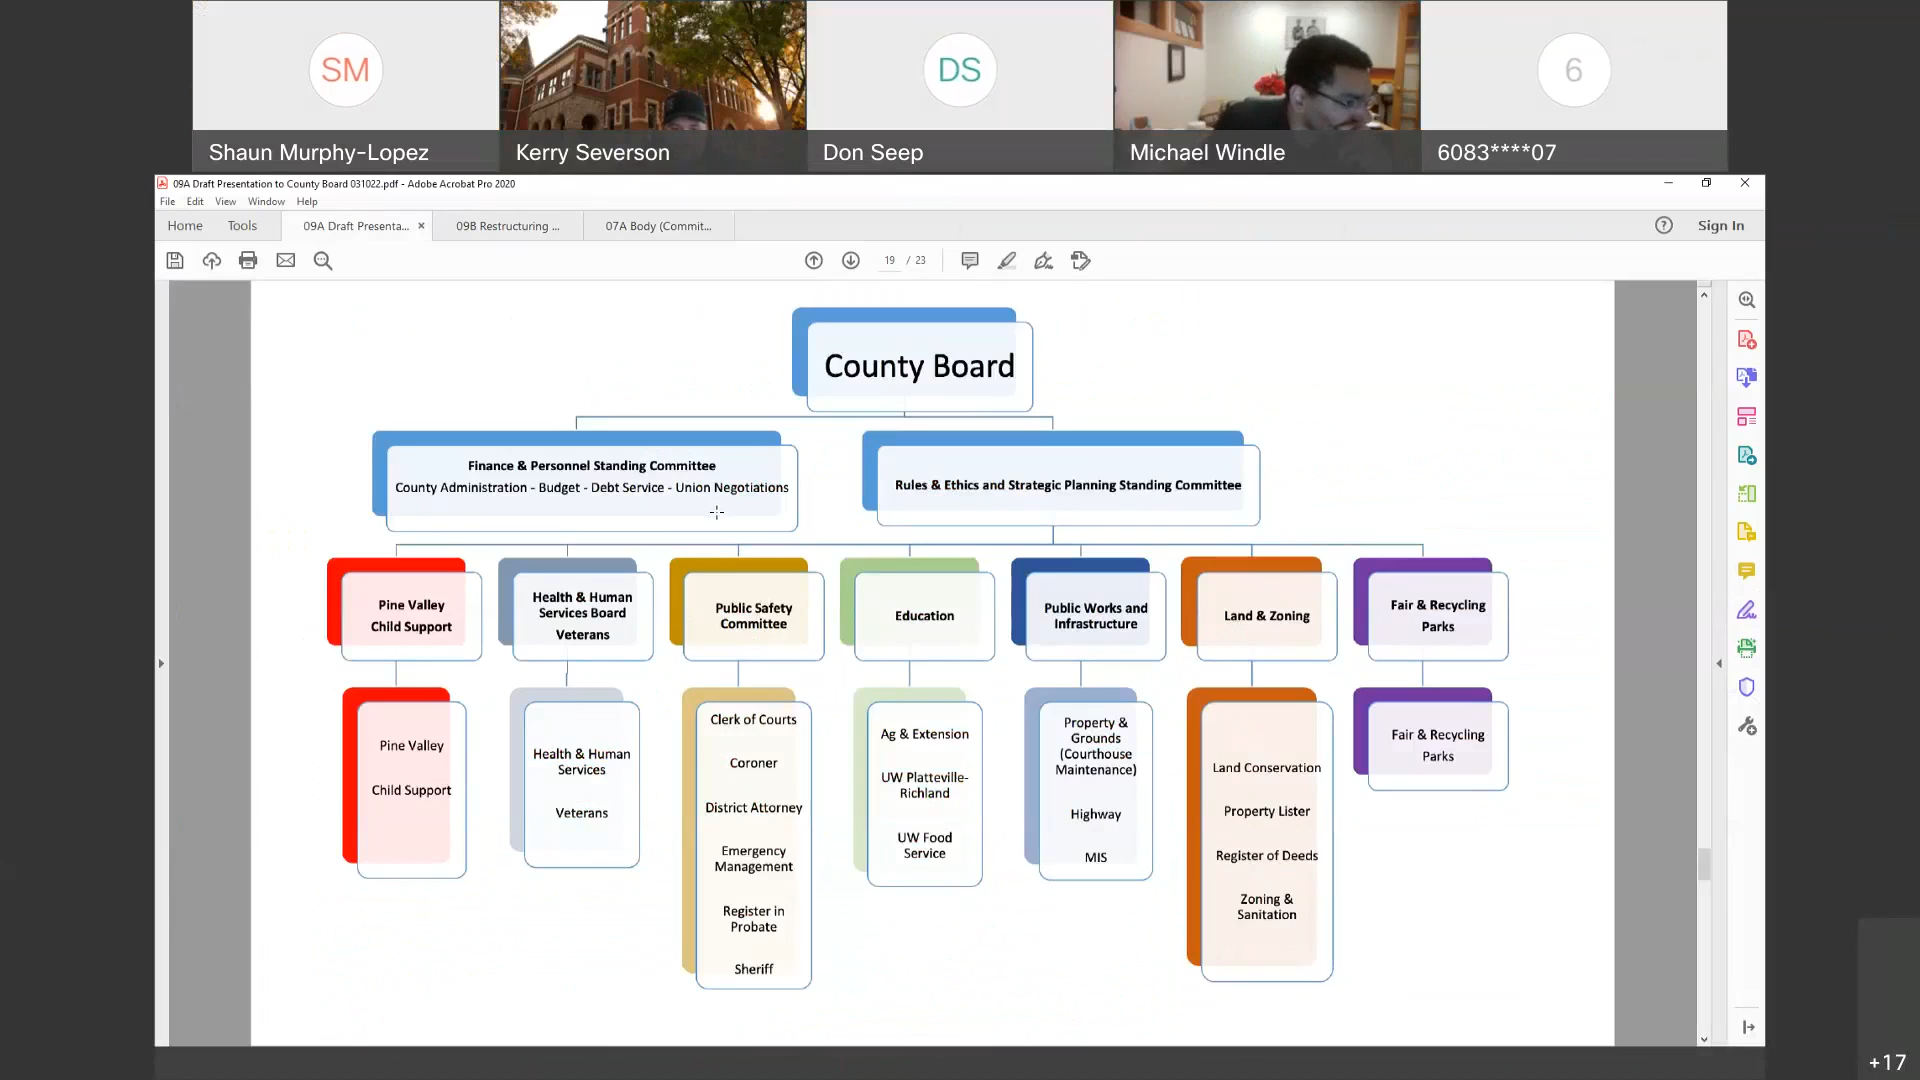 SM
DS
6
Shaun Murphy-Lopez
Kerry Severson
Don Seep
Michael Windle
6083****07
09A Draft Presentation to County Board 031022.pdf - Adobe Acrobat Pro 2020
File Edit View Window Help
Home Tools 09A Draft Presenta... × 09B Restructuring ... 07A Body (Commit... Sign In
19 / 23
County Board
Finance & Personnel Standing Committee
County Administration - Budget - Debt Service - Union Negotiations
Rules & Ethics and Strategic Planning Standing Committee
Pine Valley
Child Support
Health & Human
Services Board
Veterans
Public Safety
Committee
Education
Public Works and
Infrastructure
Land & Zoning
Fair & Recycling
Parks
Pine Valley
Child Support
Health & Human
Services
Veterans
Clerk of Courts
Coroner
District Attorney
Emergency
Management
Register in
Probate
Sheriff
Ag & Extension
UW Platteville-
Richland
UW Food
Service
Property &
Grounds
(Courthouse
Maintenance)
Highway
MIS
Land Conservation
Property Lister
Register of Deeds
Zoning &
Sanitation
Fair & Recycling
Parks
+17